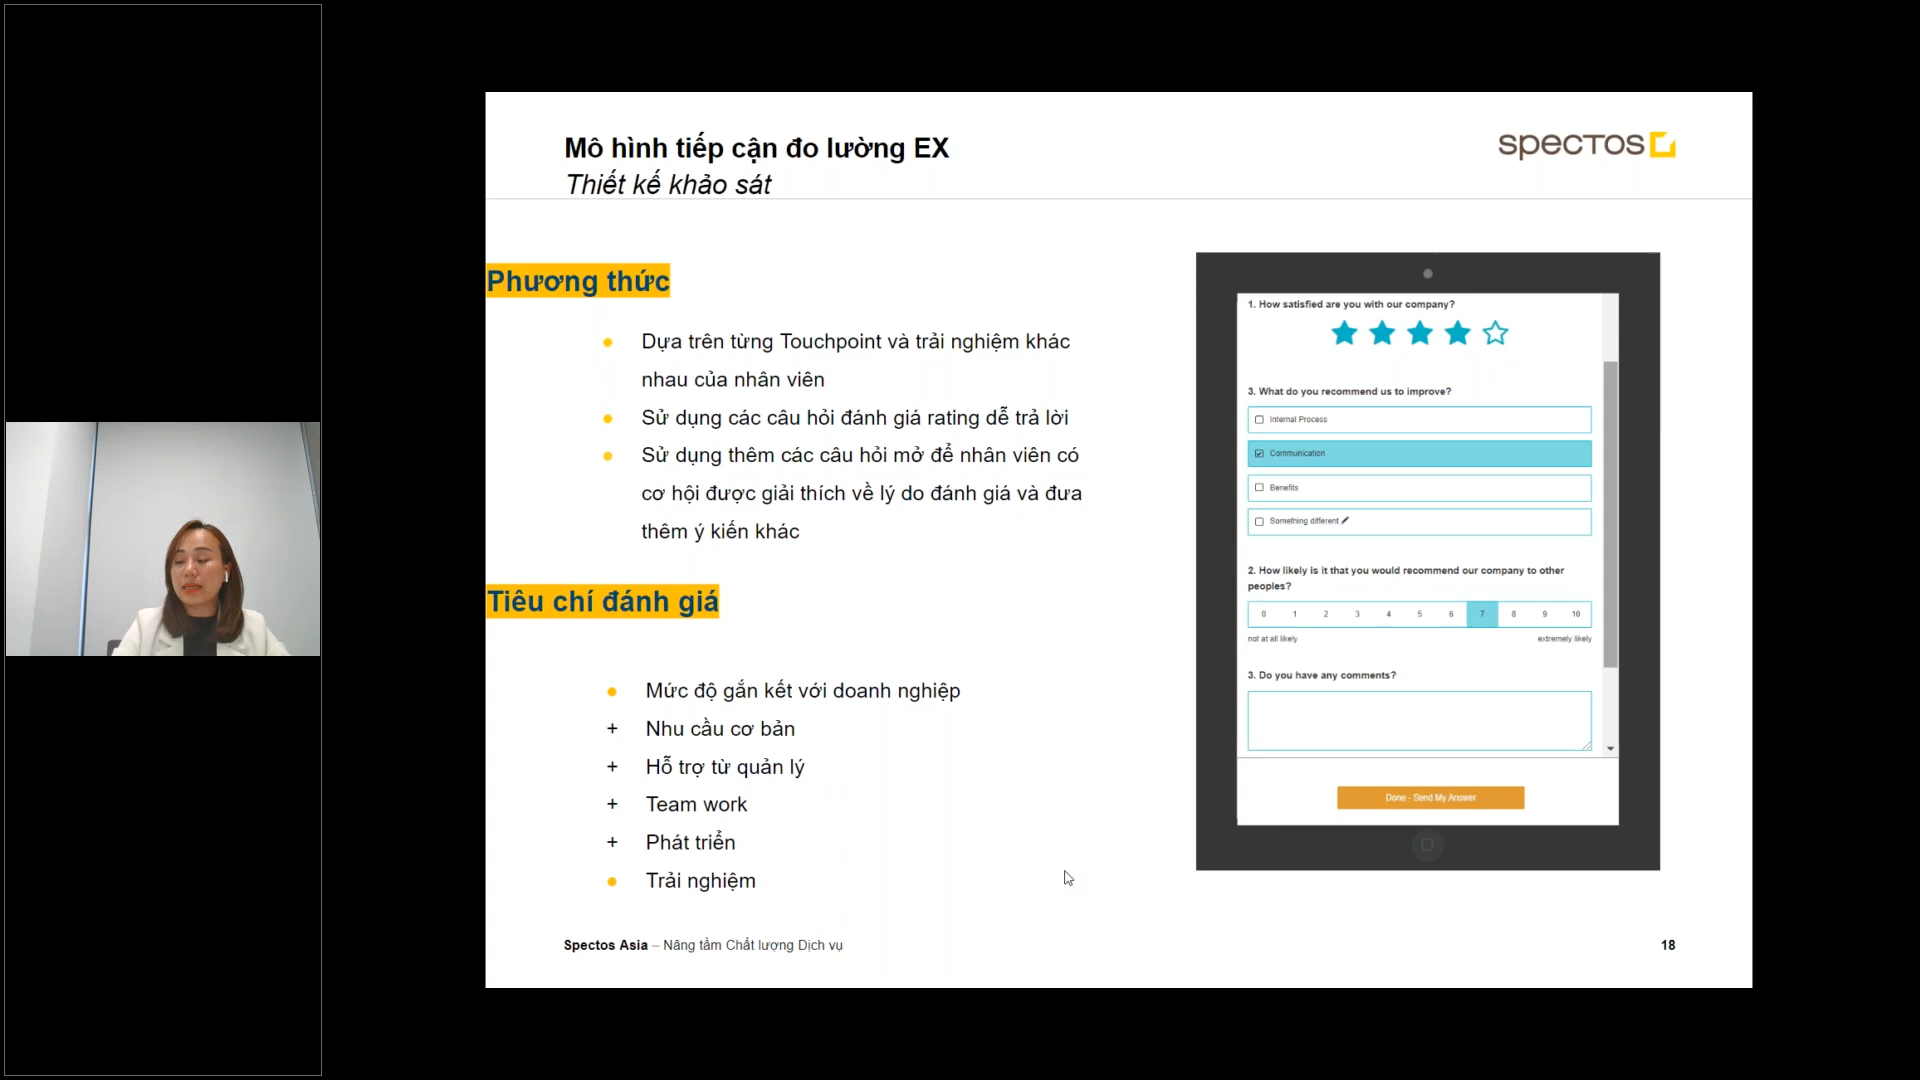 Mô hình tiếp cận đo lường EX
Thiết kế khảo sát
specTos
Phương thức
Dựa trên từng Touchpoint và trải nghiệm khác
nhau của nhân viên
Sử dụng các câu hỏi đánh giá rating dễ trả lời
Sử dụng thêm các câu hỏi mở để nhân viên có
cơ hội được giải thích về lý do đánh giá và đưa
thêm ý kiến khác
Tiêu chí đánh giá
Mức độ gắn kết với doanh nghiệp
+ Nhu cầu cơ bản
+ Hỗ trợ từ quản lý
+ Team work
+ Phát triển
Trải nghiệm
1. How satisfied are you with our company?
3. What do you recommend us to improve?
Internal Process
Communication
Benefits
Something different
2. How likely is it that you would recommend our company to other
peoples?
0 1 2 3 4 5 6 7 8 9 10
not at all likely extremely likely
3. Do you have any comments?
Done - Send My Answer
Spectos Asia – Nâng tầm Chất lượng Dịch vụ
18